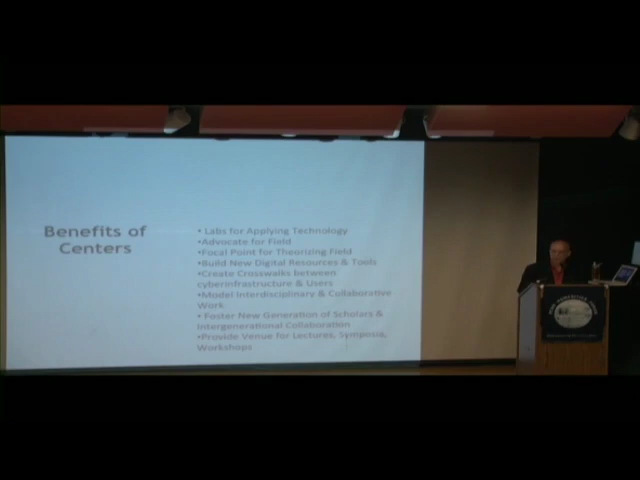 Benefits of
Centers
• Labs for Applying Technology
•Advocate for Field
•Focal Point for Theorizing Field
•Build New Digital Resources & Tools
•Create Crosswalks between
cyberinfrastructure & Users
•Model Interdisciplinary & Collaborative
Work
• Foster New Generation of Scholars &
Intergenerational Collaboration
•Provide Venue for Lectures, Symposia,
Workshops